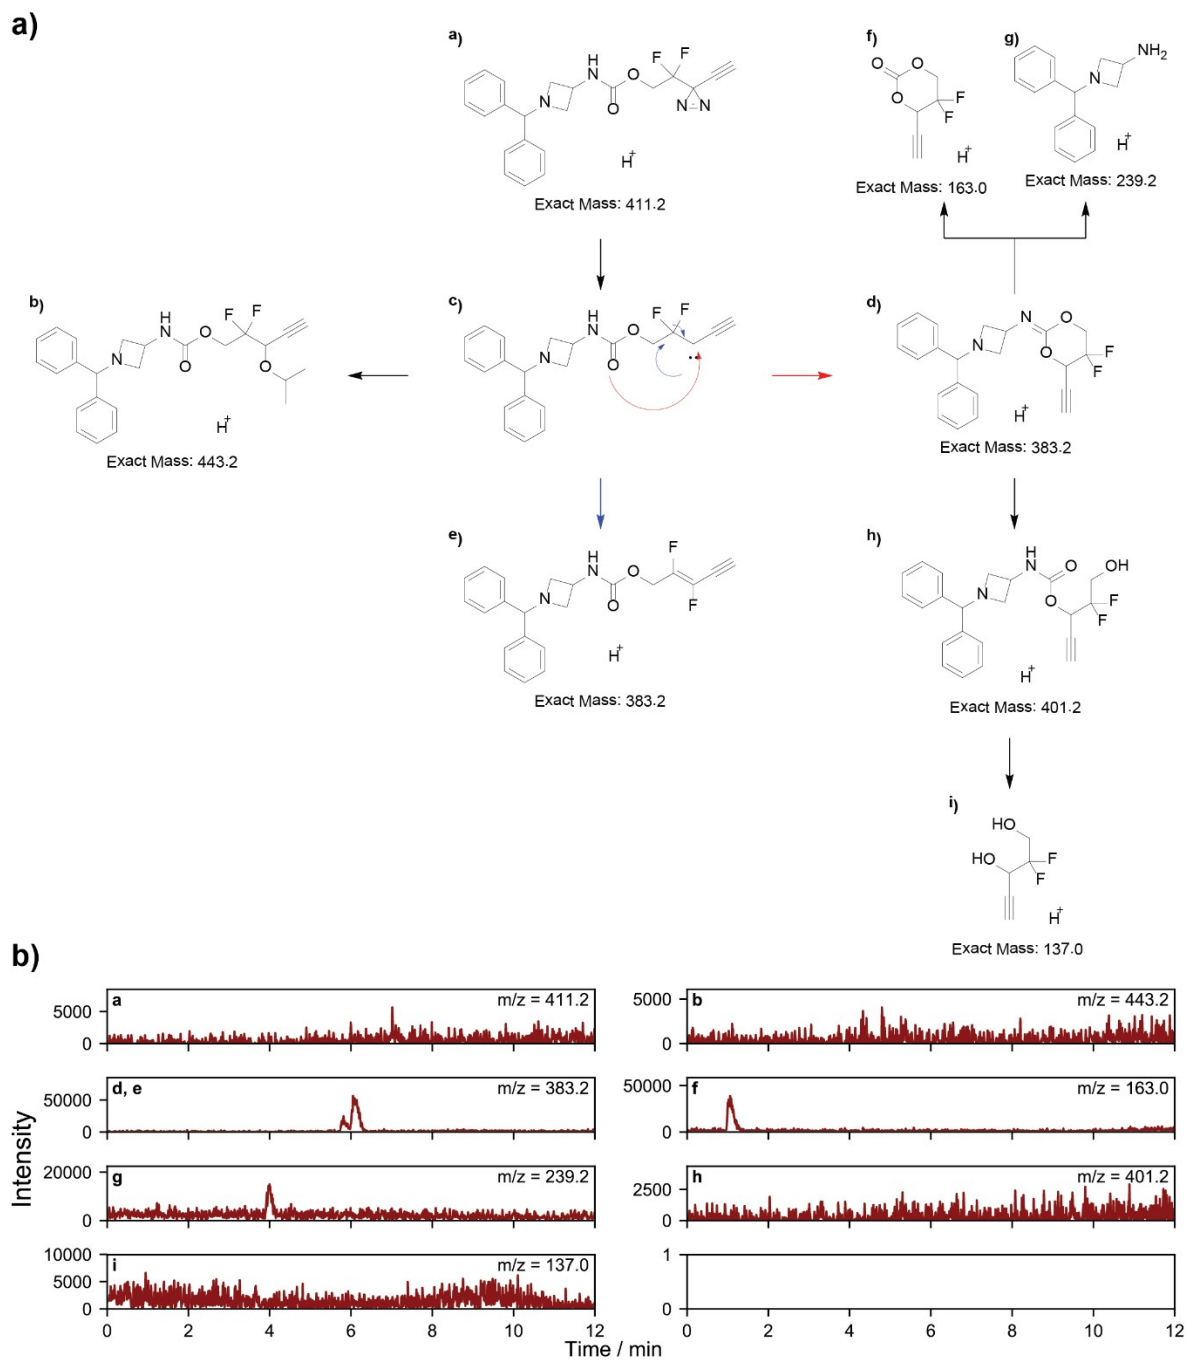 a)
a)
H
N
O
O
F
F
N
N
N
H+
Exact Mass: 411.2
f)
O
O
O
F
F
H+
Exact Mass: 163.0
g)
NH2
N
H+
Exact Mass: 239.2
b)
H
N
O
O
F
F
O
N
H+
Exact Mass: 443.2
c)
H
N
O
O
F
F
N
d)
N
O
O
F
F
N
H+
Exact Mass: 383.2
e)
H
N
O
O
F
F
N
H+
Exact Mass: 383.2
h)
H
N
O
O
OH
F
F
N
H+
Exact Mass: 401.2
i)
HO
HO
F
F
H+
Exact Mass: 137.0
b)
Intensity
a m/z = 411.2
5000
0
b m/z = 443.2
5000
0
d, e m/z = 383.2
50000
0
f m/z = 163.0
50000
0
g m/z = 239.2
20000
0
h m/z = 401.2
2500
0
i m/z = 137.0
10000
5000
0
1
0
0 2 4 6 8 10 12
0 2 4 6 8 10 12
Time / min